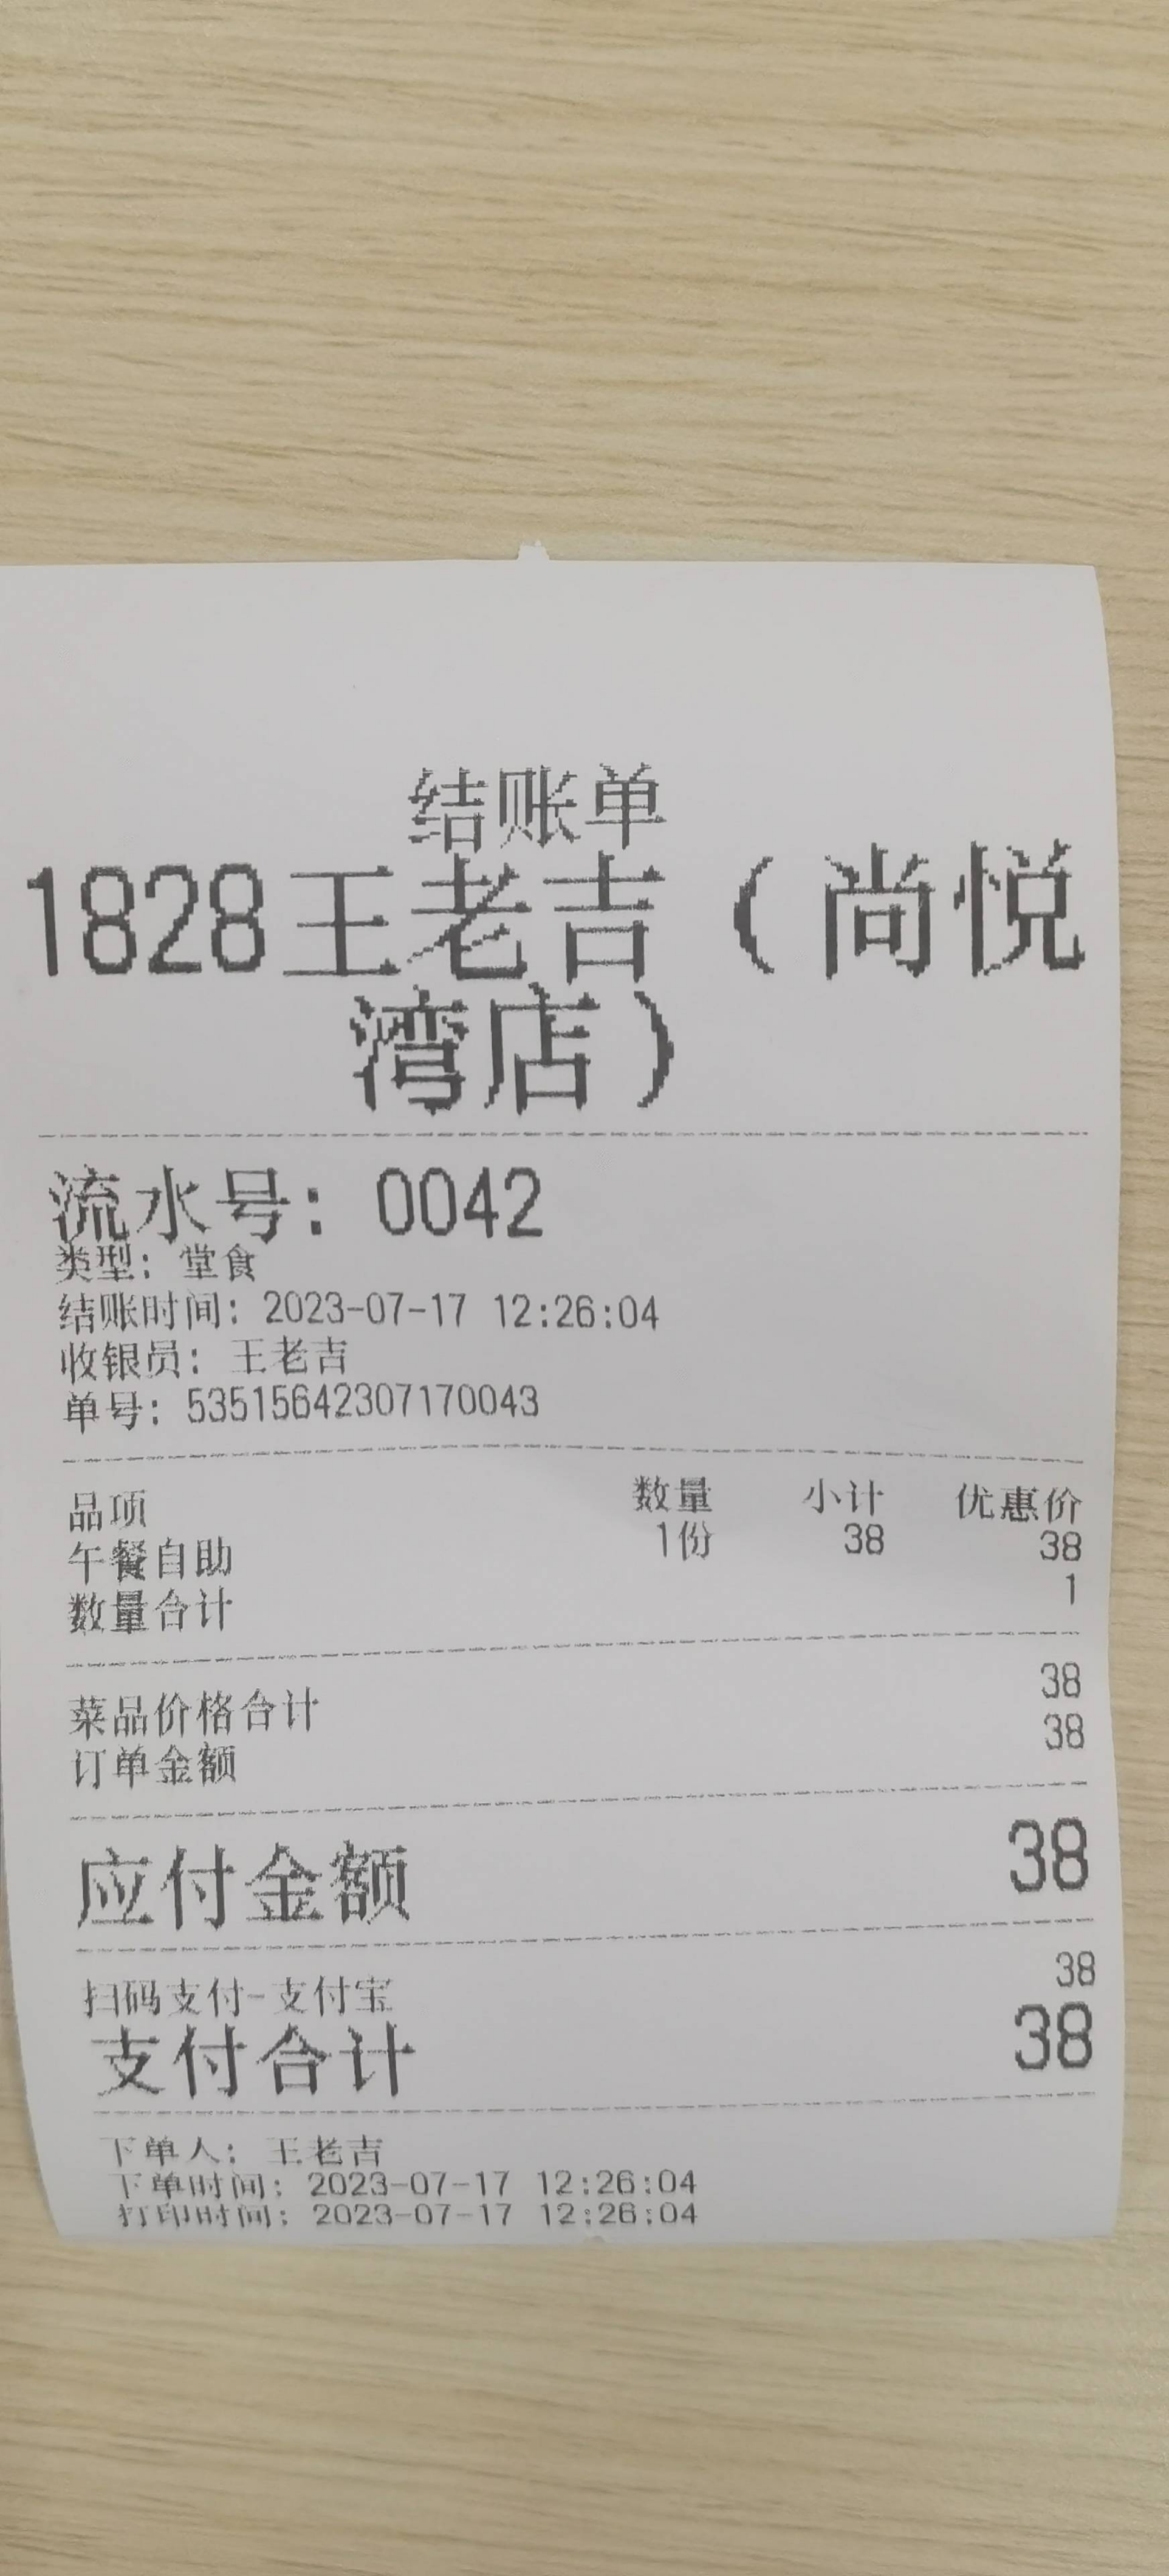 结账单
1828王老吉（尚悦
湾店）
流水号：0042
类型：堂食
结账时间：2023-07-17 12:26:04
收银员：王老吉
单号：535156423071700​43
品项 数量 小计 优惠价
午餐自助 1份 38 38
数量合计 1
菜品价格合计 38
订单金额 38
应付金额 38
扫码支付-支付宝 38
支付合计 38
下单人：王老吉
下单时间：2023-07-17 12:26:04
打印时间：2023-07-17 12:26:04